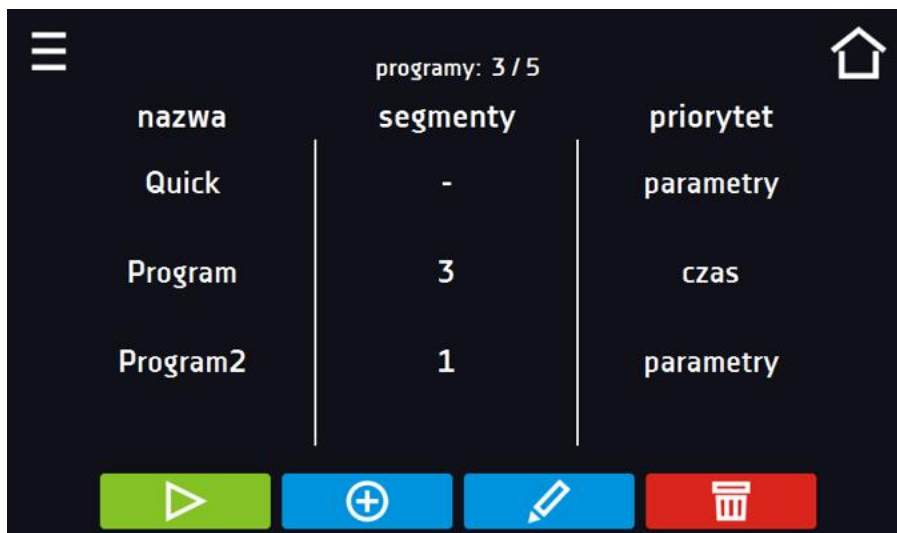 programy: 3 / 5
nazwa segmenty priorytet
Quick - parametry
Program 3 czas
Program2 1 parametry